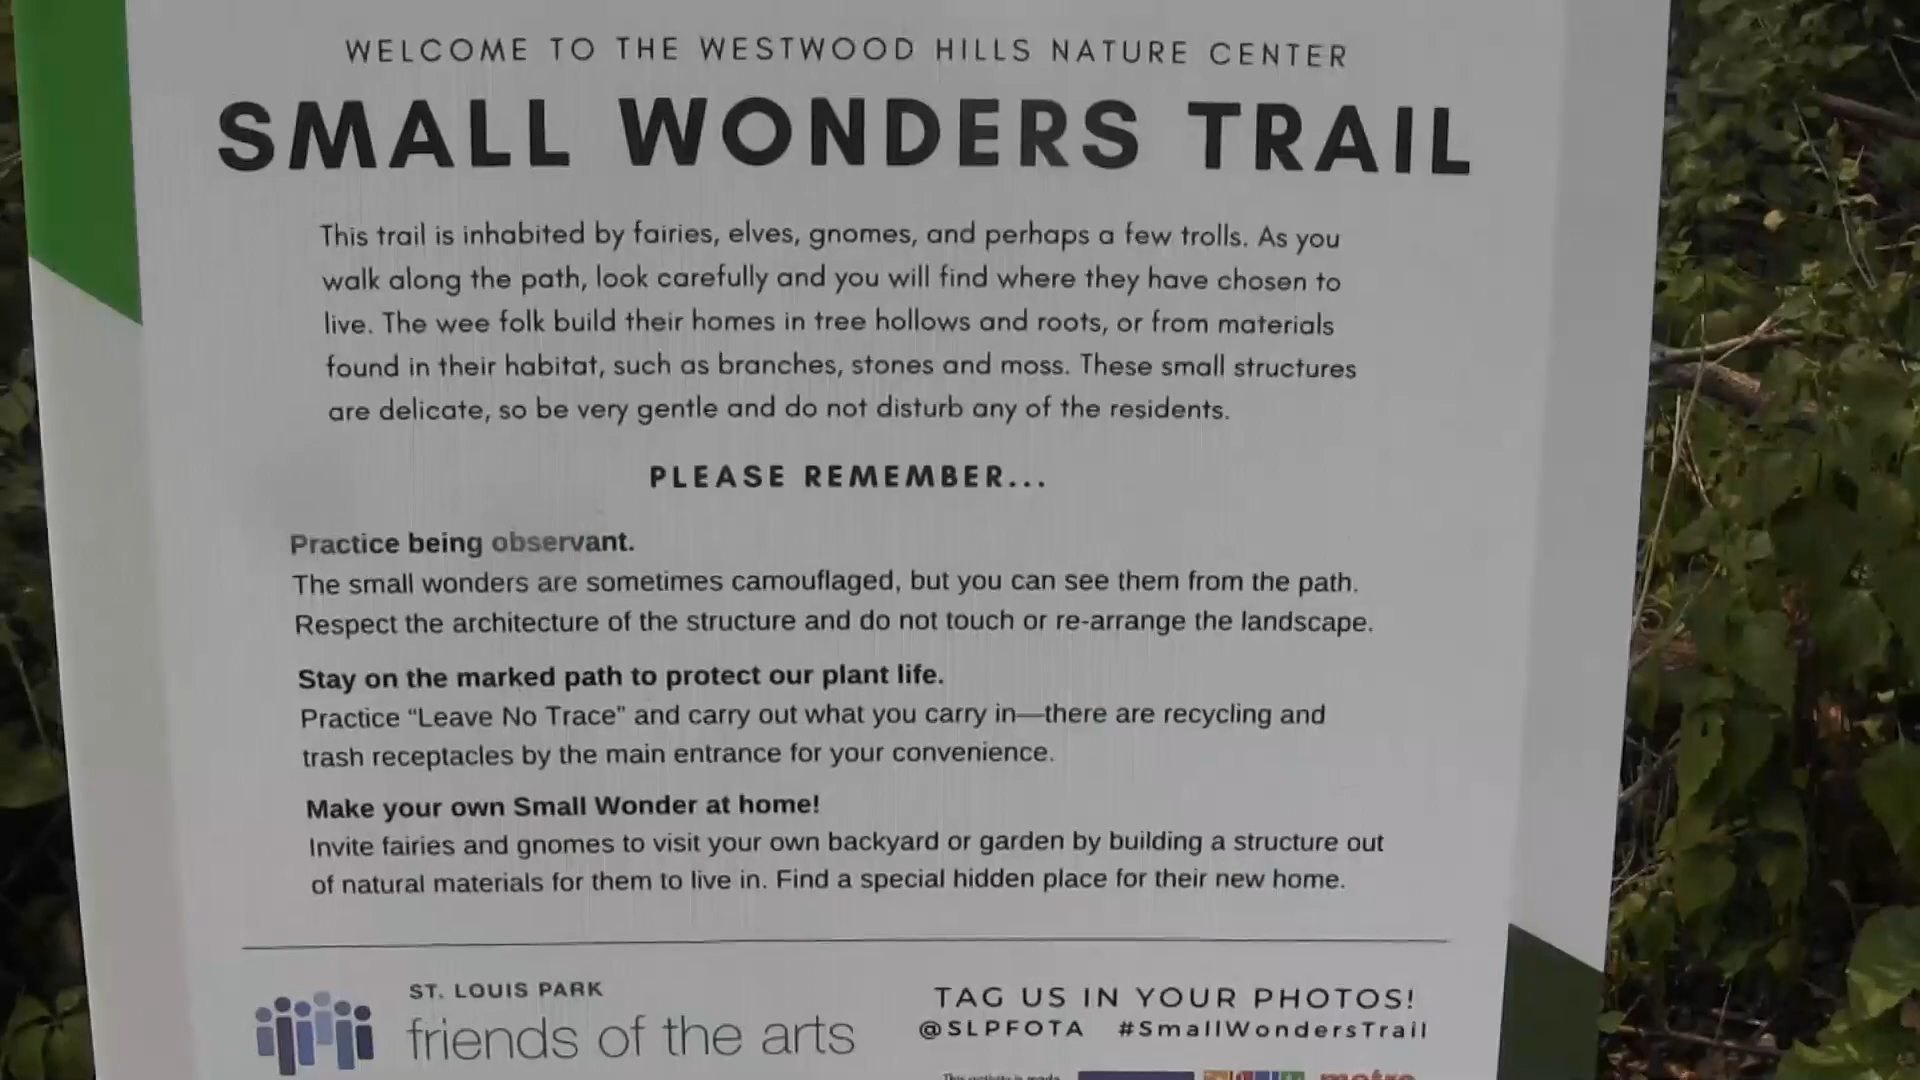 WELCOME TO THE WESTWOOD HILLS NATURE CENTER
SMALL WONDERS TRAIL
This trail is inhabited by fairies, elves, gnomes, and perhaps a few trolls. As you
walk along the path, look carefully and you will find where they have chosen to
live. The wee folk build their homes in tree hollows and roots, or from materials
found in their habitat, such as branches, stones and moss. These small structures
are delicate, so be very gentle and do not disturb any of the residents.
PLEASE REMEMBER...
Practice being observant.
The small wonders are sometimes camouflaged, but you can see them from the path.
Respect the architecture of the structure and do not touch or re-arrange the landscape.
Stay on the marked path to protect our plant life.
Practice “Leave No Trace” and carry out what you carry in—there are recycling and
trash receptacles by the main entrance for your convenience.
Make your own Small Wonder at home!
Invite fairies and gnomes to visit your own backyard or garden by building a structure out
of natural materials for them to live in. Find a special hidden place for their new home.
ST. LOUIS PARK
friends of the arts
TAG US IN YOUR PHOTOS!
@SLPFOTA #SmallWondersTrail